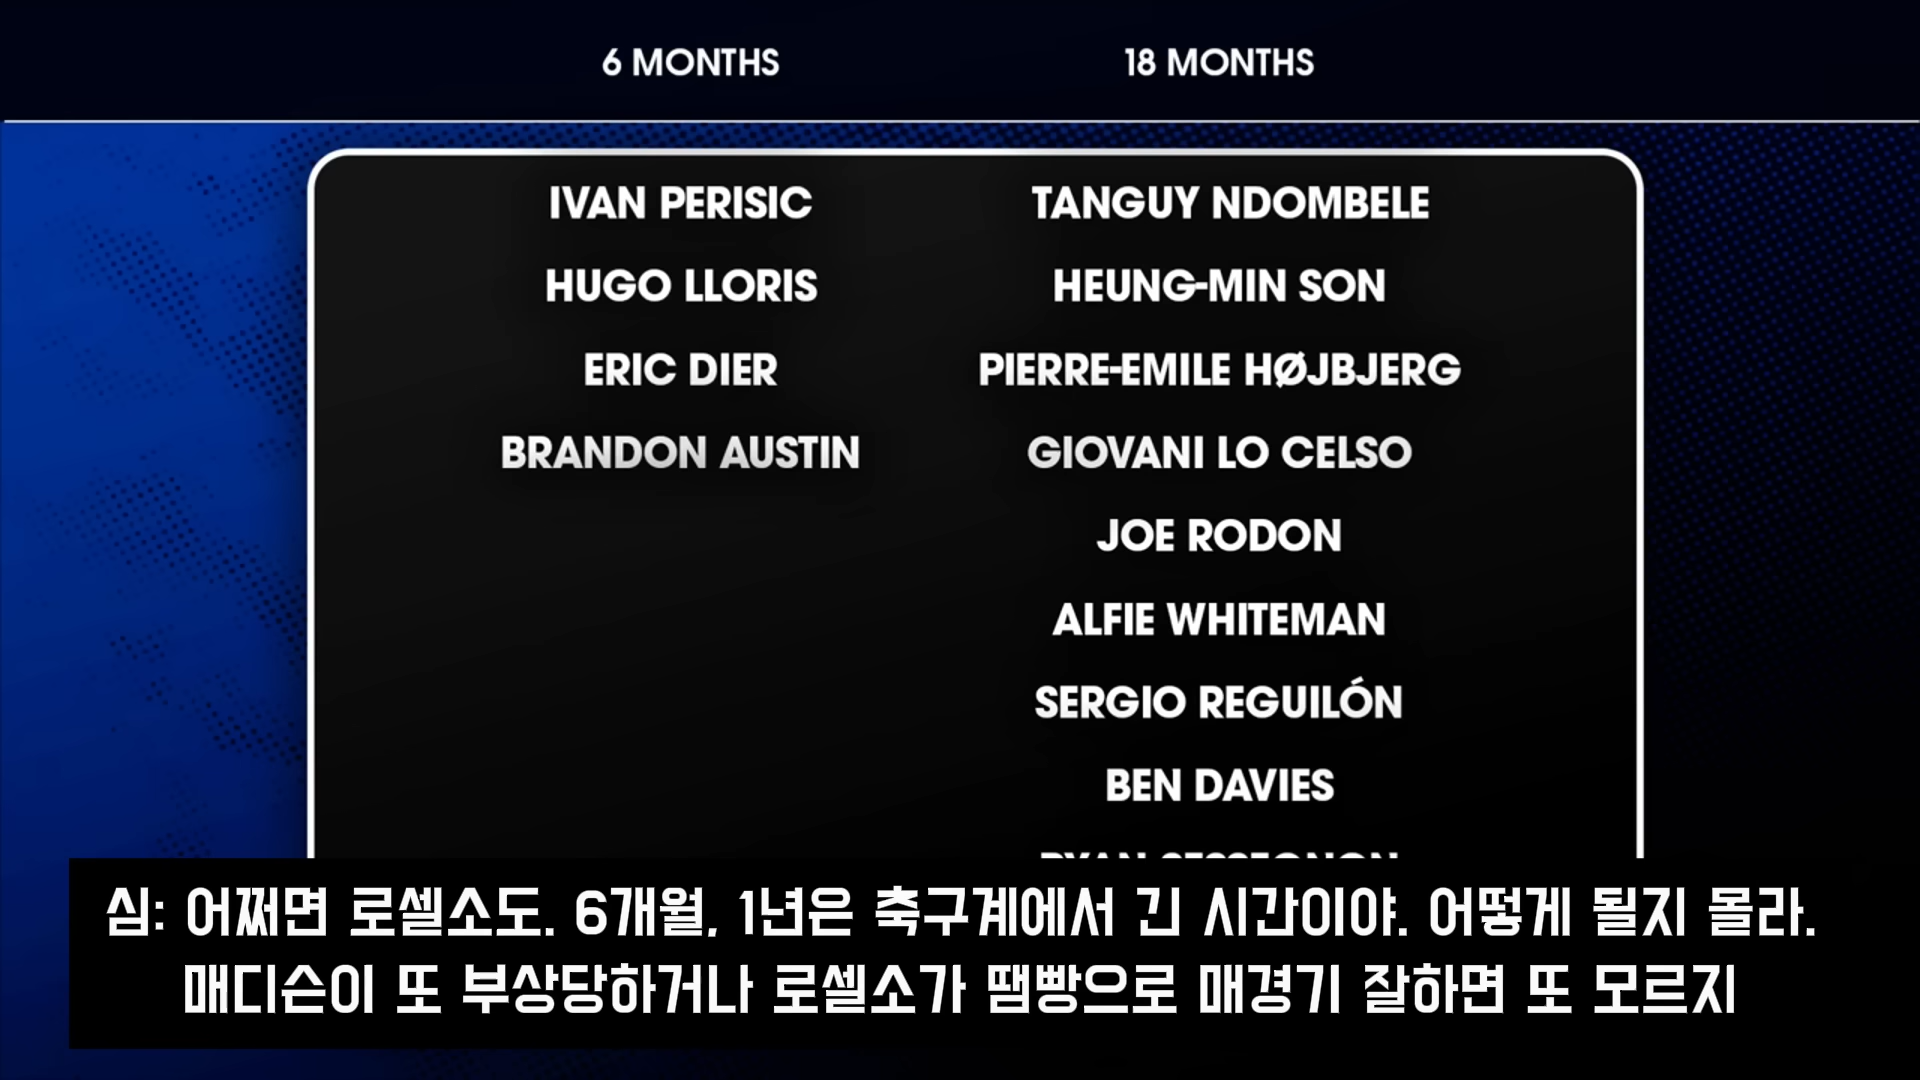 6 MONTHS
18 MONTHS
IVAN PERISIC
TANGUY NDOMBELE
HUGO LLORIS
HEUNG-MIN SON
ERIC DIER
PIERRE-EMILE HØJBJERG
BRANDON AUSTIN
GIOVANI LO CELSO
JOE RODON
ALFIE WHITEMAN
SERGIO REGUILÓN
BEN DAVIES
심: 어쩌면 로셀소도. 6개월, 1년은 축구계에서 긴 시간이야. 어떻게 될지 몰라.
매디슨이 또 부상당하거나 로셀소가 땜빵으로 매경기 잘하면 또 모르지